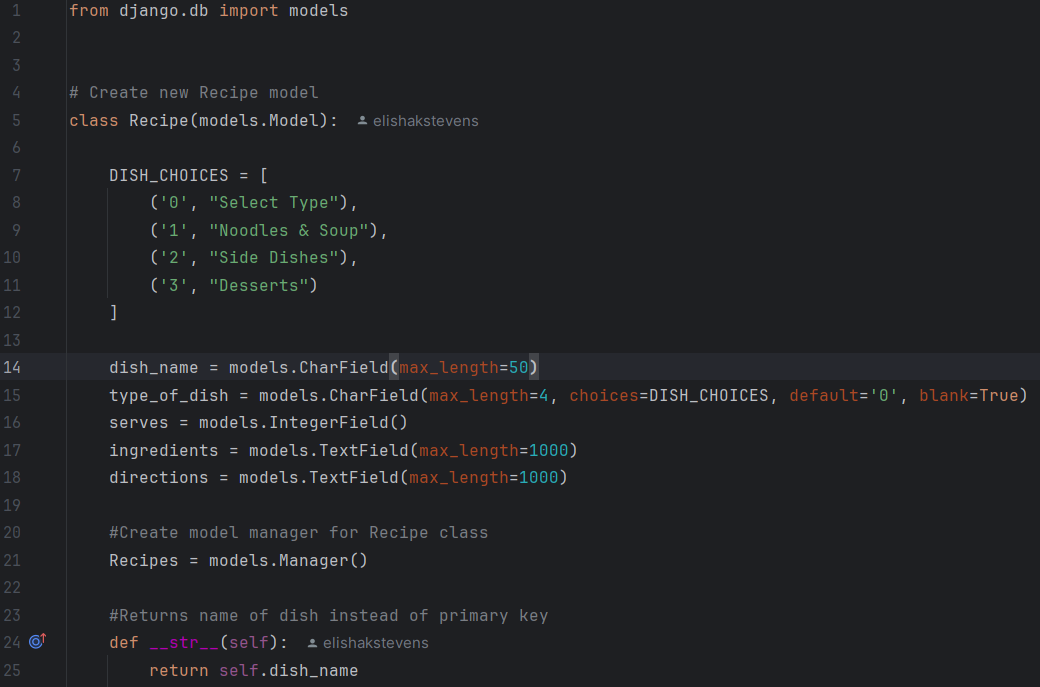 1 from django.db import models
2
3
4 # Create new Recipe model
5 class Recipe(models.Model): elishakstevens
6
7     DISH_CHOICES = [
8         ('0', "Select Type"),
9         ('1', "Noodles & Soup"),
10         ('2', "Side Dishes"),
11         ('3', "Desserts")
12     ]
13
14     dish_name = models.CharField(max_length=50)
15     type_of_dish = models.CharField(max_length=4, choices=DISH_CHOICES, default='0', blank=True)
16     serves = models.IntegerField()
17     ingredients = models.TextField(max_length=1000)
18     directions = models.TextField(max_length=1000)
19
20     #Create model manager for Recipe class
21     Recipes = models.Manager()
22
23     #Returns name of dish instead of primary key
24     def __str__(self): elishakstevens
25         return self.dish_name